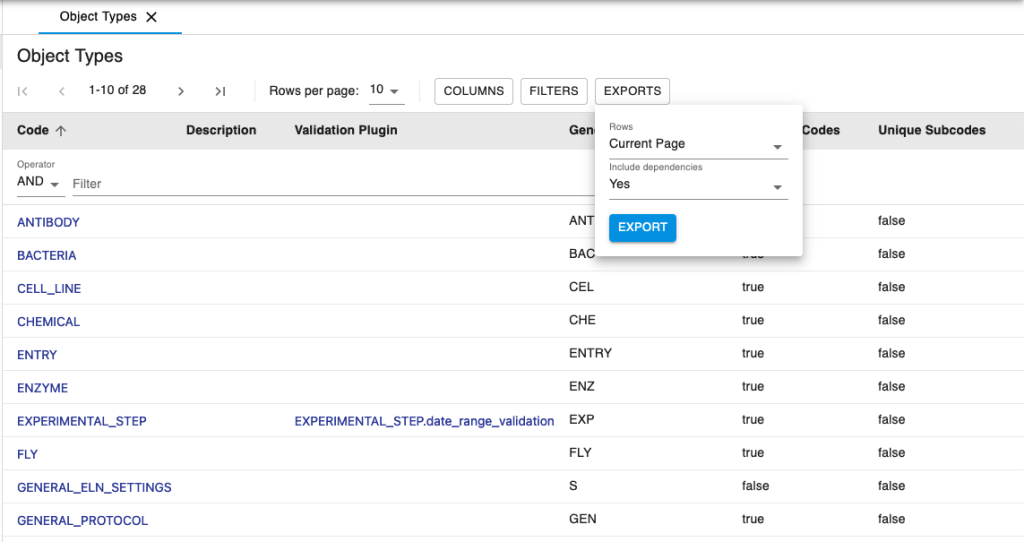 Object Types
Object Types
1-10 of 28 Rows per page: 10 COLUMNS FILTERS EXPORTS
Code Description Validation Plugin Gene Codes Unique Subcodes
Rows
Current Page
Include dependencies
Yes
EXPORT
Operator
AND Filter
ANTIBODY ANT false
BACTERIA BAC true false
CELL_LINE CEL true false
CHEMICAL CHE true false
ENTRY ENTRY true false
ENZYME ENZ true false
EXPERIMENTAL_STEP EXPERIMENTAL_STEP.date_range_validation EXP true false
FLY FLY true false
GENERAL_ELN_SETTINGS S false false
GENERAL_PROTOCOL GEN true false